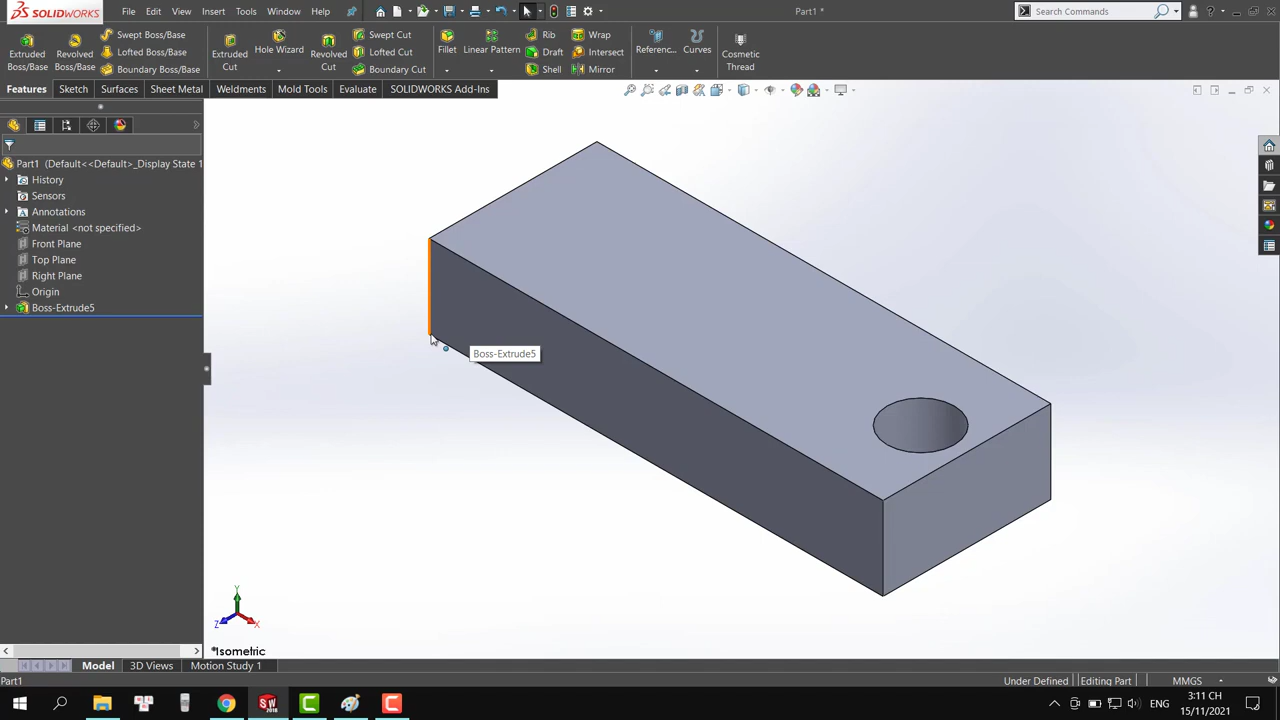 SOLIDWORKS
File Edit View Insert Tools Window Help
Part1 *
Search Commands
Extruded Boss/Base
Revolved Boss/Base
Swept Boss/Base
Lofted Boss/Base
Boundary Boss/Base
Extruded Cut
Hole Wizard
Revolved Cut
Swept Cut
Lofted Cut
Boundary Cut
Fillet
Linear Pattern
Rib
Draft
Shell
Wrap
Intersect
Mirror
Referenc...
Curves
Cosmetic Thread
Features Sketch Surfaces Sheet Metal Weldments Mold Tools Evaluate SOLIDWORKS Add-Ins
Part1 (Default<<Default>_Display State 1
History
Sensors
Annotations
Material <not specified>
Front Plane
Top Plane
Right Plane
Origin
Boss-Extrude5
Boss-Extrude5
Y
Z
X
*Isometric
Model 3D Views Motion Study 1
Part1
Under Defined Editing Part MMGS
SW
2018
ENG
3:11 CH
15/11/2021